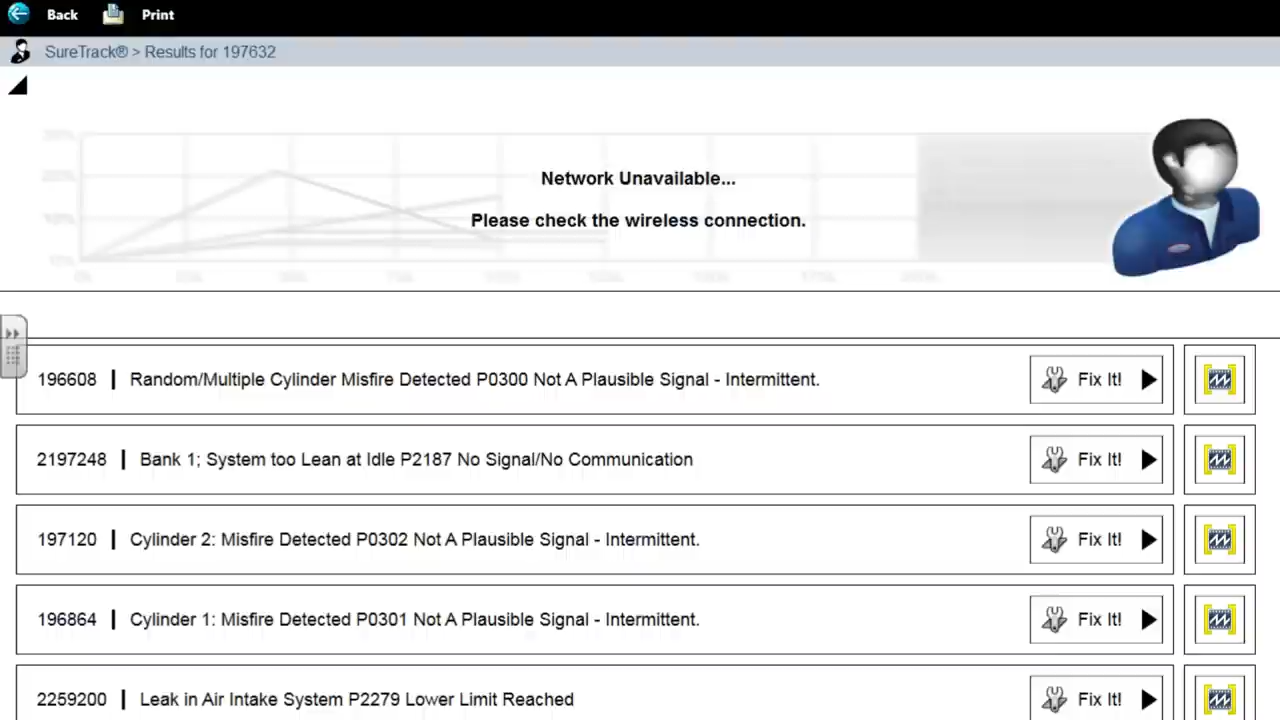 Back Print
SureTrack® > Results for 197632
Network Unavailable...
Please check the wireless connection.
196608 | Random/Multiple Cylinder Misfire Detected P0300 Not A Plausible Signal - Intermittent. Fix It!
2197248 | Bank 1; System too Lean at Idle P2187 No Signal/No Communication Fix It!
197120 | Cylinder 2: Misfire Detected P0302 Not A Plausible Signal - Intermittent. Fix It!
196864 | Cylinder 1: Misfire Detected P0301 Not A Plausible Signal - Intermittent. Fix It!
2259200 | Leak in Air Intake System P2279 Lower Limit Reached Fix It!